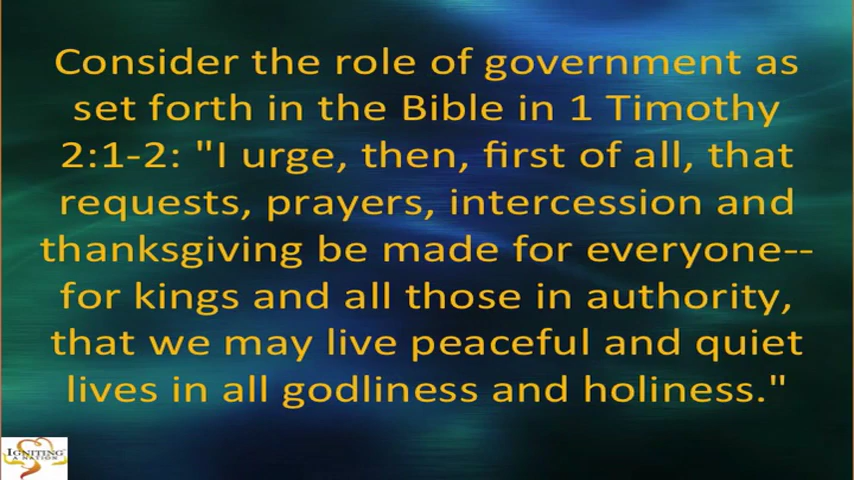 Consider the role of government as
set forth in the Bible in 1 Timothy
2:1-2: "I urge, then, first of all, that
requests, prayers, intercession and
thanksgiving be made for everyone--
for kings and all those in authority,
that we may live peaceful and quiet
lives in all godliness and holiness."
IGNITING
A NATION